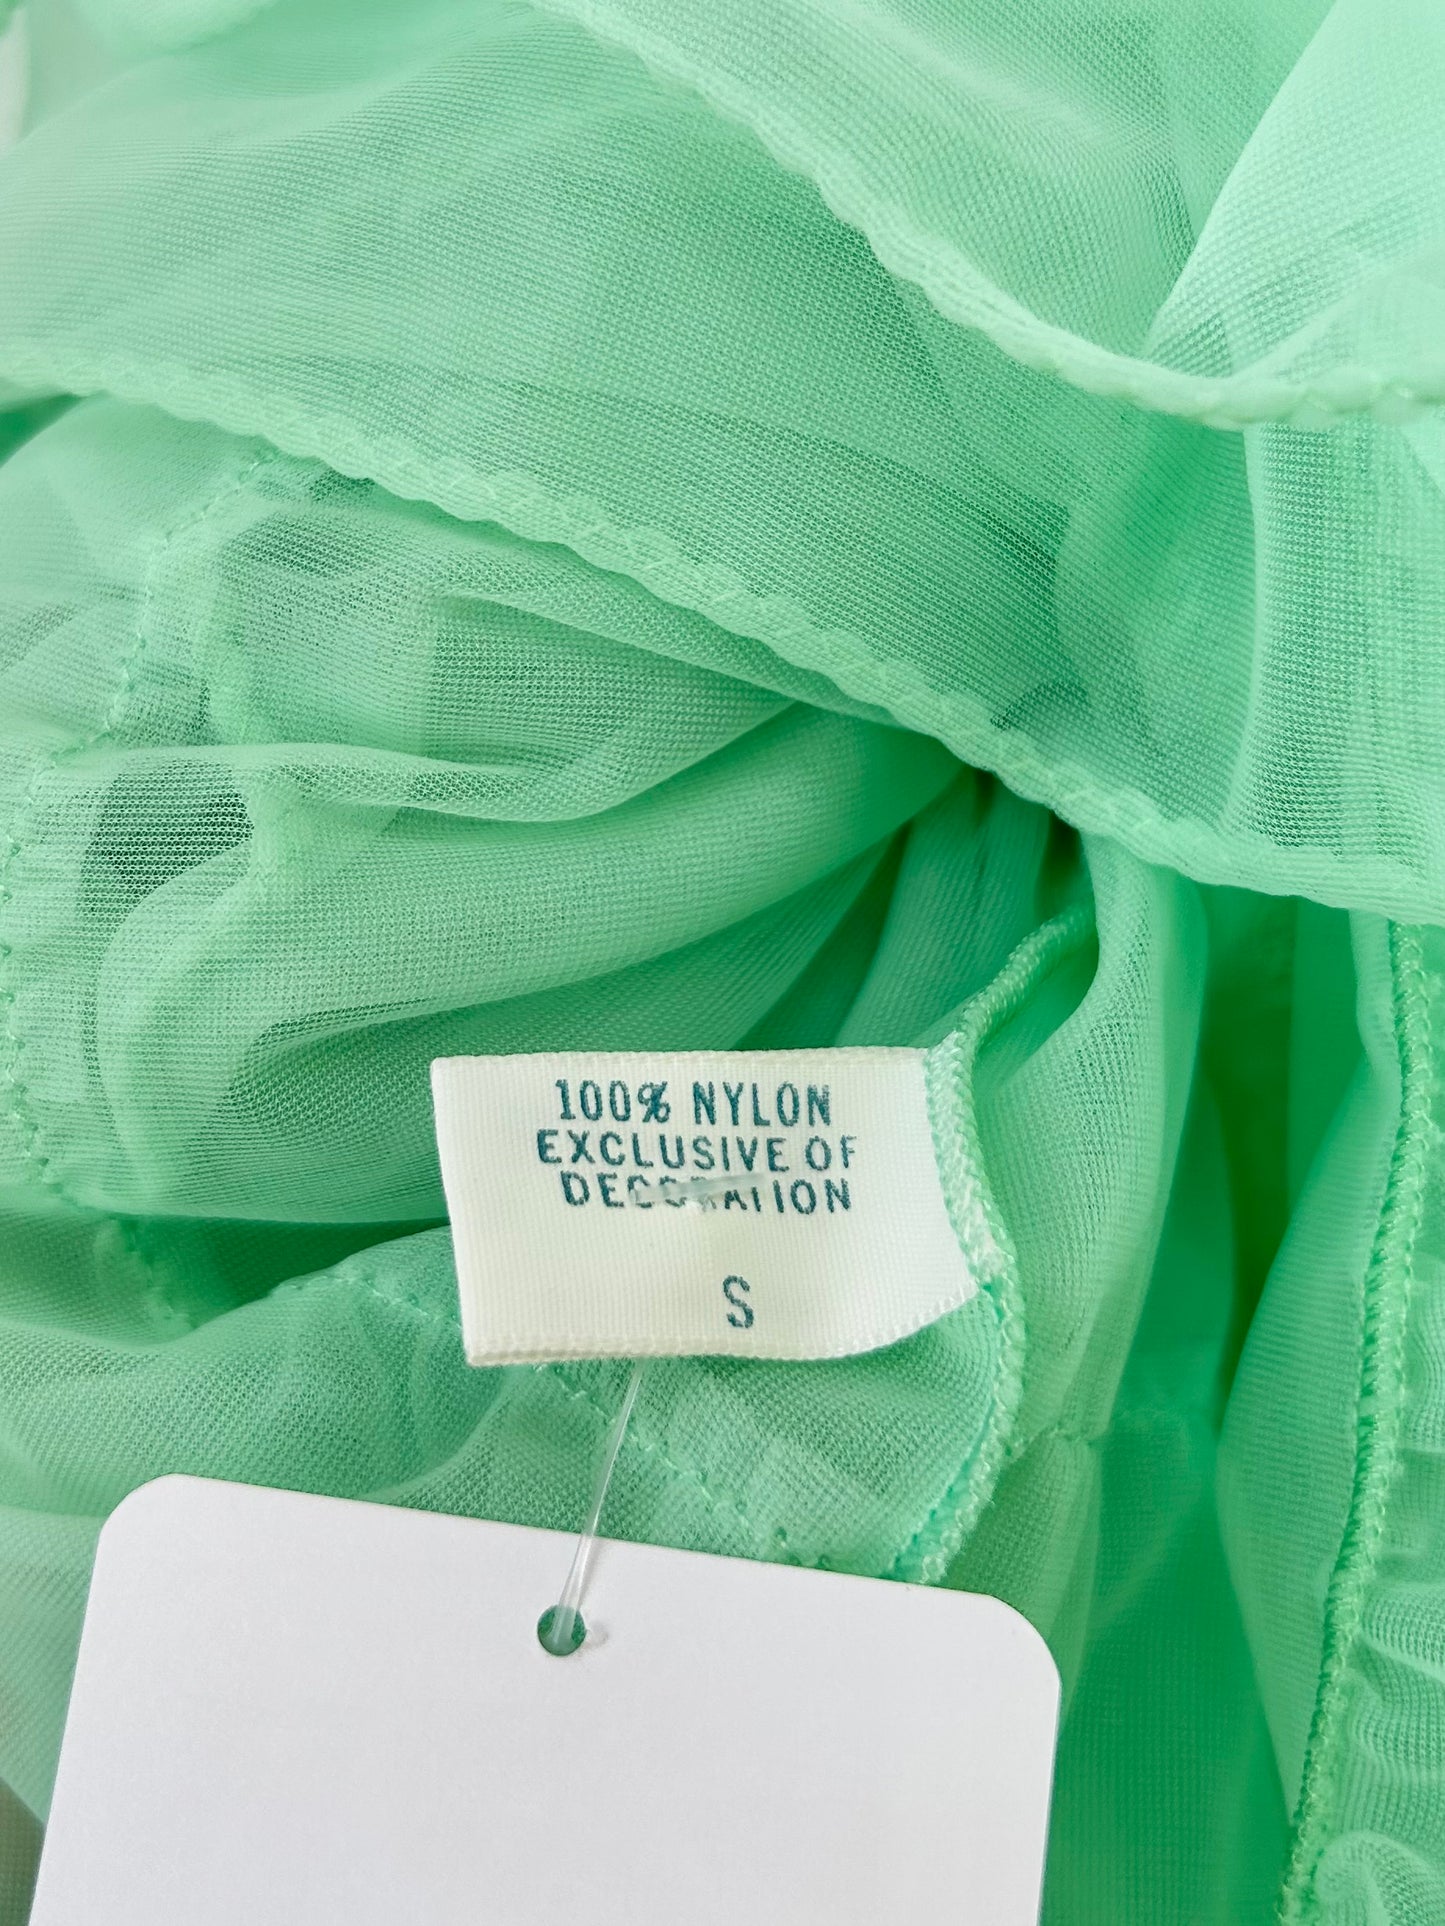 100% NYLON
EXCLUSIVE OF
DECORATION
S